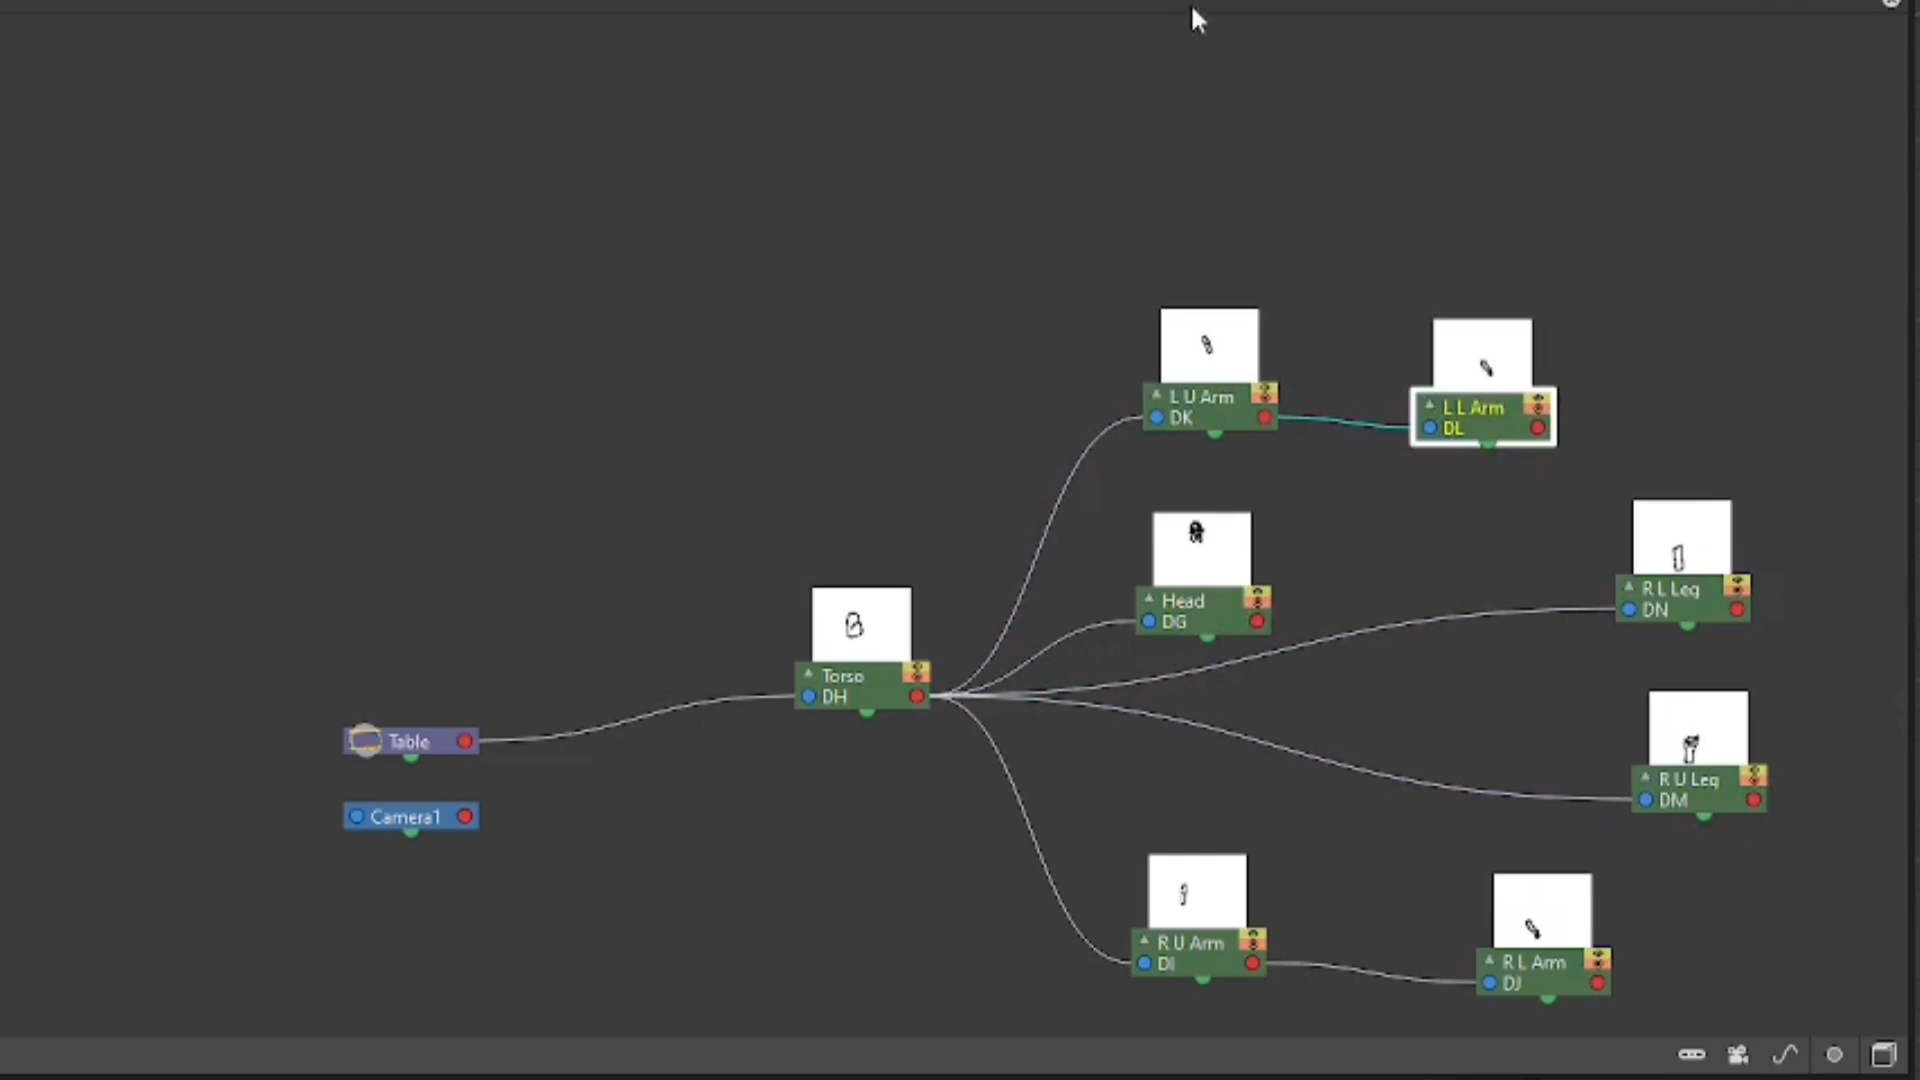 L U Arm
DK
L L Arm
DL
Head
DG
R L Leg
DN
Torso
DH
Table
R U Leg
DM
Camera1
R U Arm
DI
R L Arm
DJ